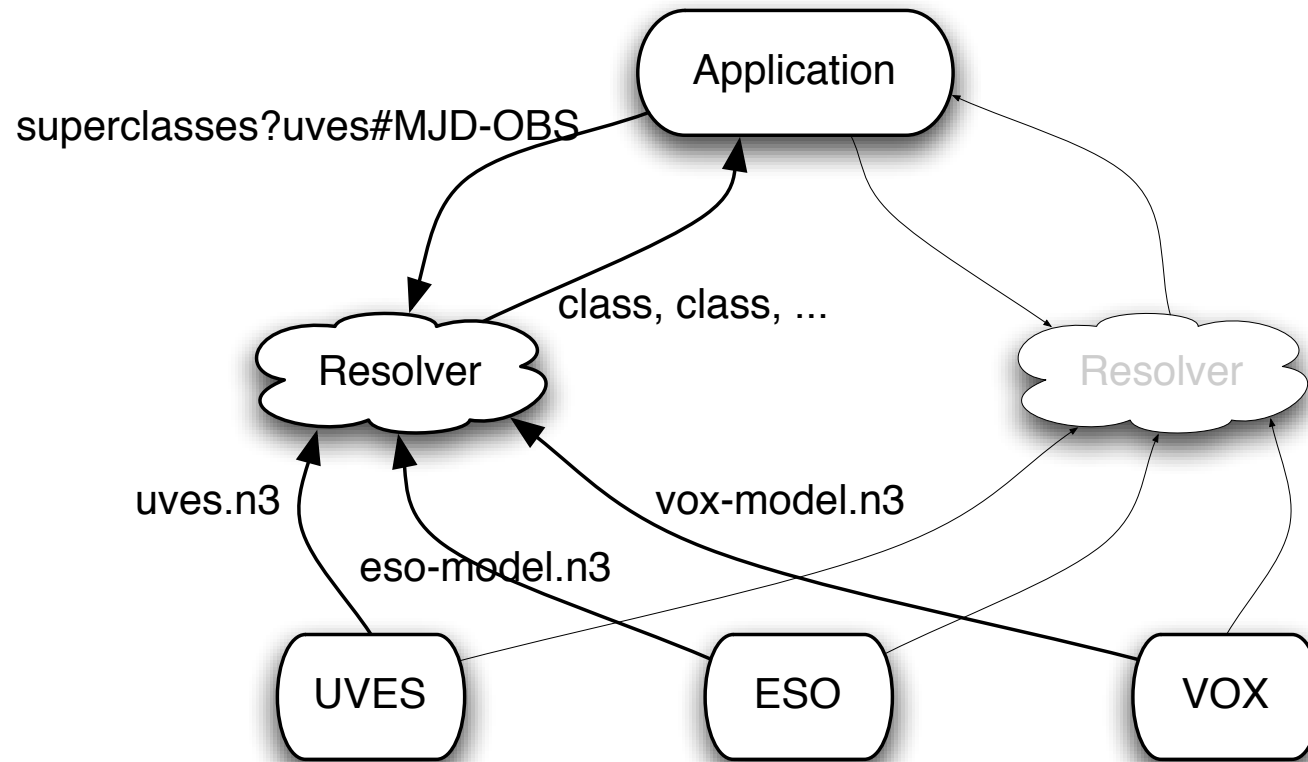 Application
superclasses?uves#MJD-OBS
class, class, ...
Resolver
Resolver
uves.n3
vox-model.n3
eso-model.n3
UVES
ESO
VOX